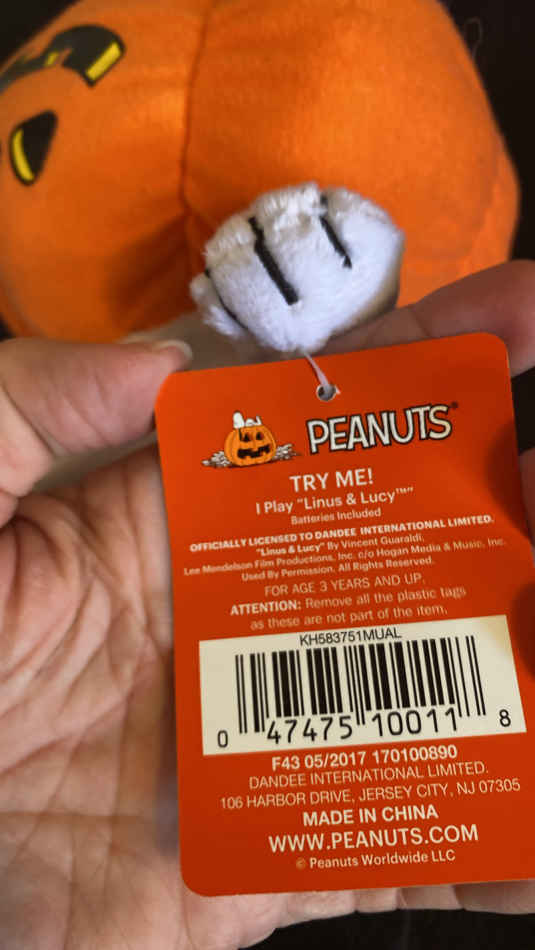 PEANUTS®
TRY ME!
I Play "Linus & Lucy™"
Batteries Included
OFFICIALLY LICENSED TO DANDEE INTERNATIONAL LIMITED.
"Linus & Lucy" By Vincent Guaraldi,
Lee Mendelson Film Productions, Inc. c/o Hogan Media & Music, Inc.
Used By Permission. All Rights Reserved.
FOR AGE 3 YEARS AND UP.
ATTENTION: Remove all the plastic tags
as these are not part of the item.
KH583751MUAL
0 47475 10011 8
F43 05/2017 170100890
DANDEE INTERNATIONAL LIMITED.
106 HARBOR DRIVE, JERSEY CITY, NJ 07305
MADE IN CHINA
WWW.PEANUTS.COM
© Peanuts Worldwide LLC